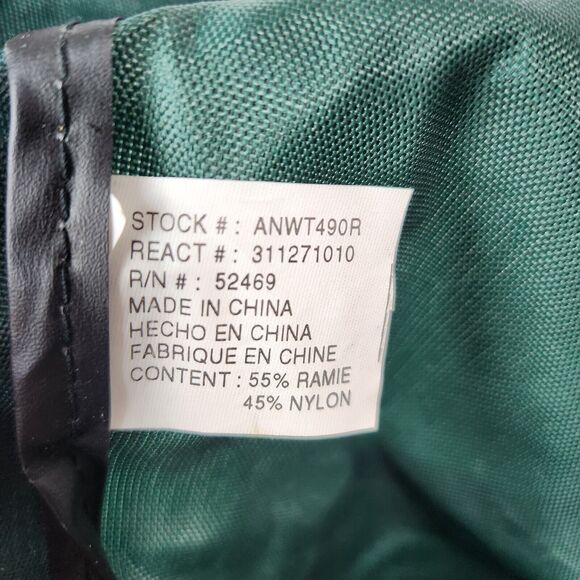 STOCK # : ANWT490R
REACT # : 311271010
R/N # : 52469
MADE IN CHINA
HECHO EN CHINA
FABRIQUE EN CHINE
CONTENT : 55% RAMIE
45% NYLON